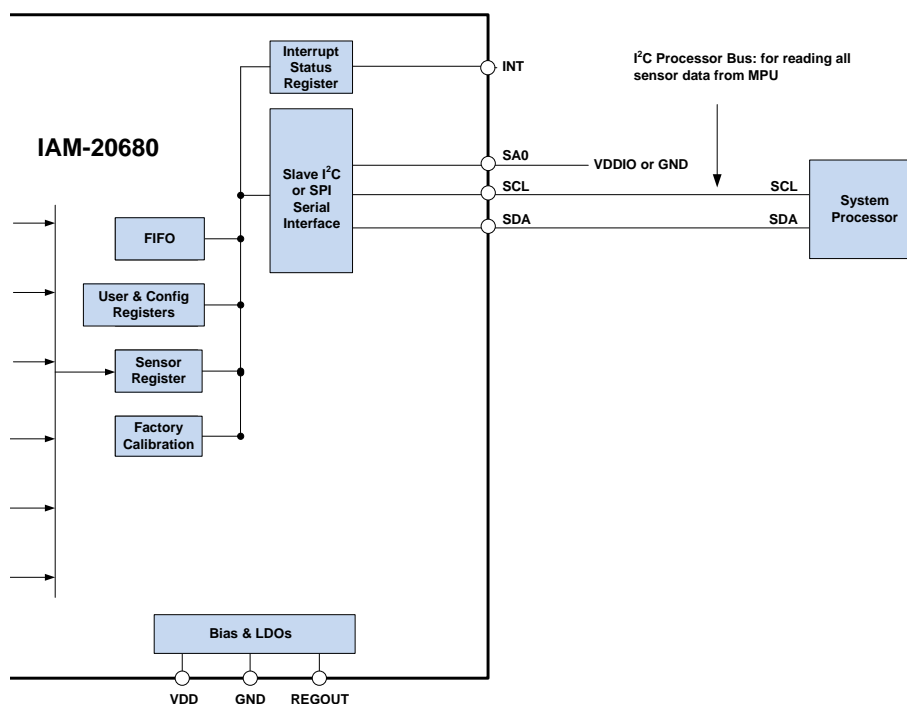 Interrupt
Status
Register
INT
I²C Processor Bus: for reading all
sensor data from MPU
IAM-20680
Slave I²C
or SPI
Serial
Interface
SA0
VDDIO or GND
SCL
SCL
SDA
SDA
System
Processor
FIFO
User & Config
Registers
Sensor
Register
Factory
Calibration
Bias & LDOs
VDD
GND
REGOUT